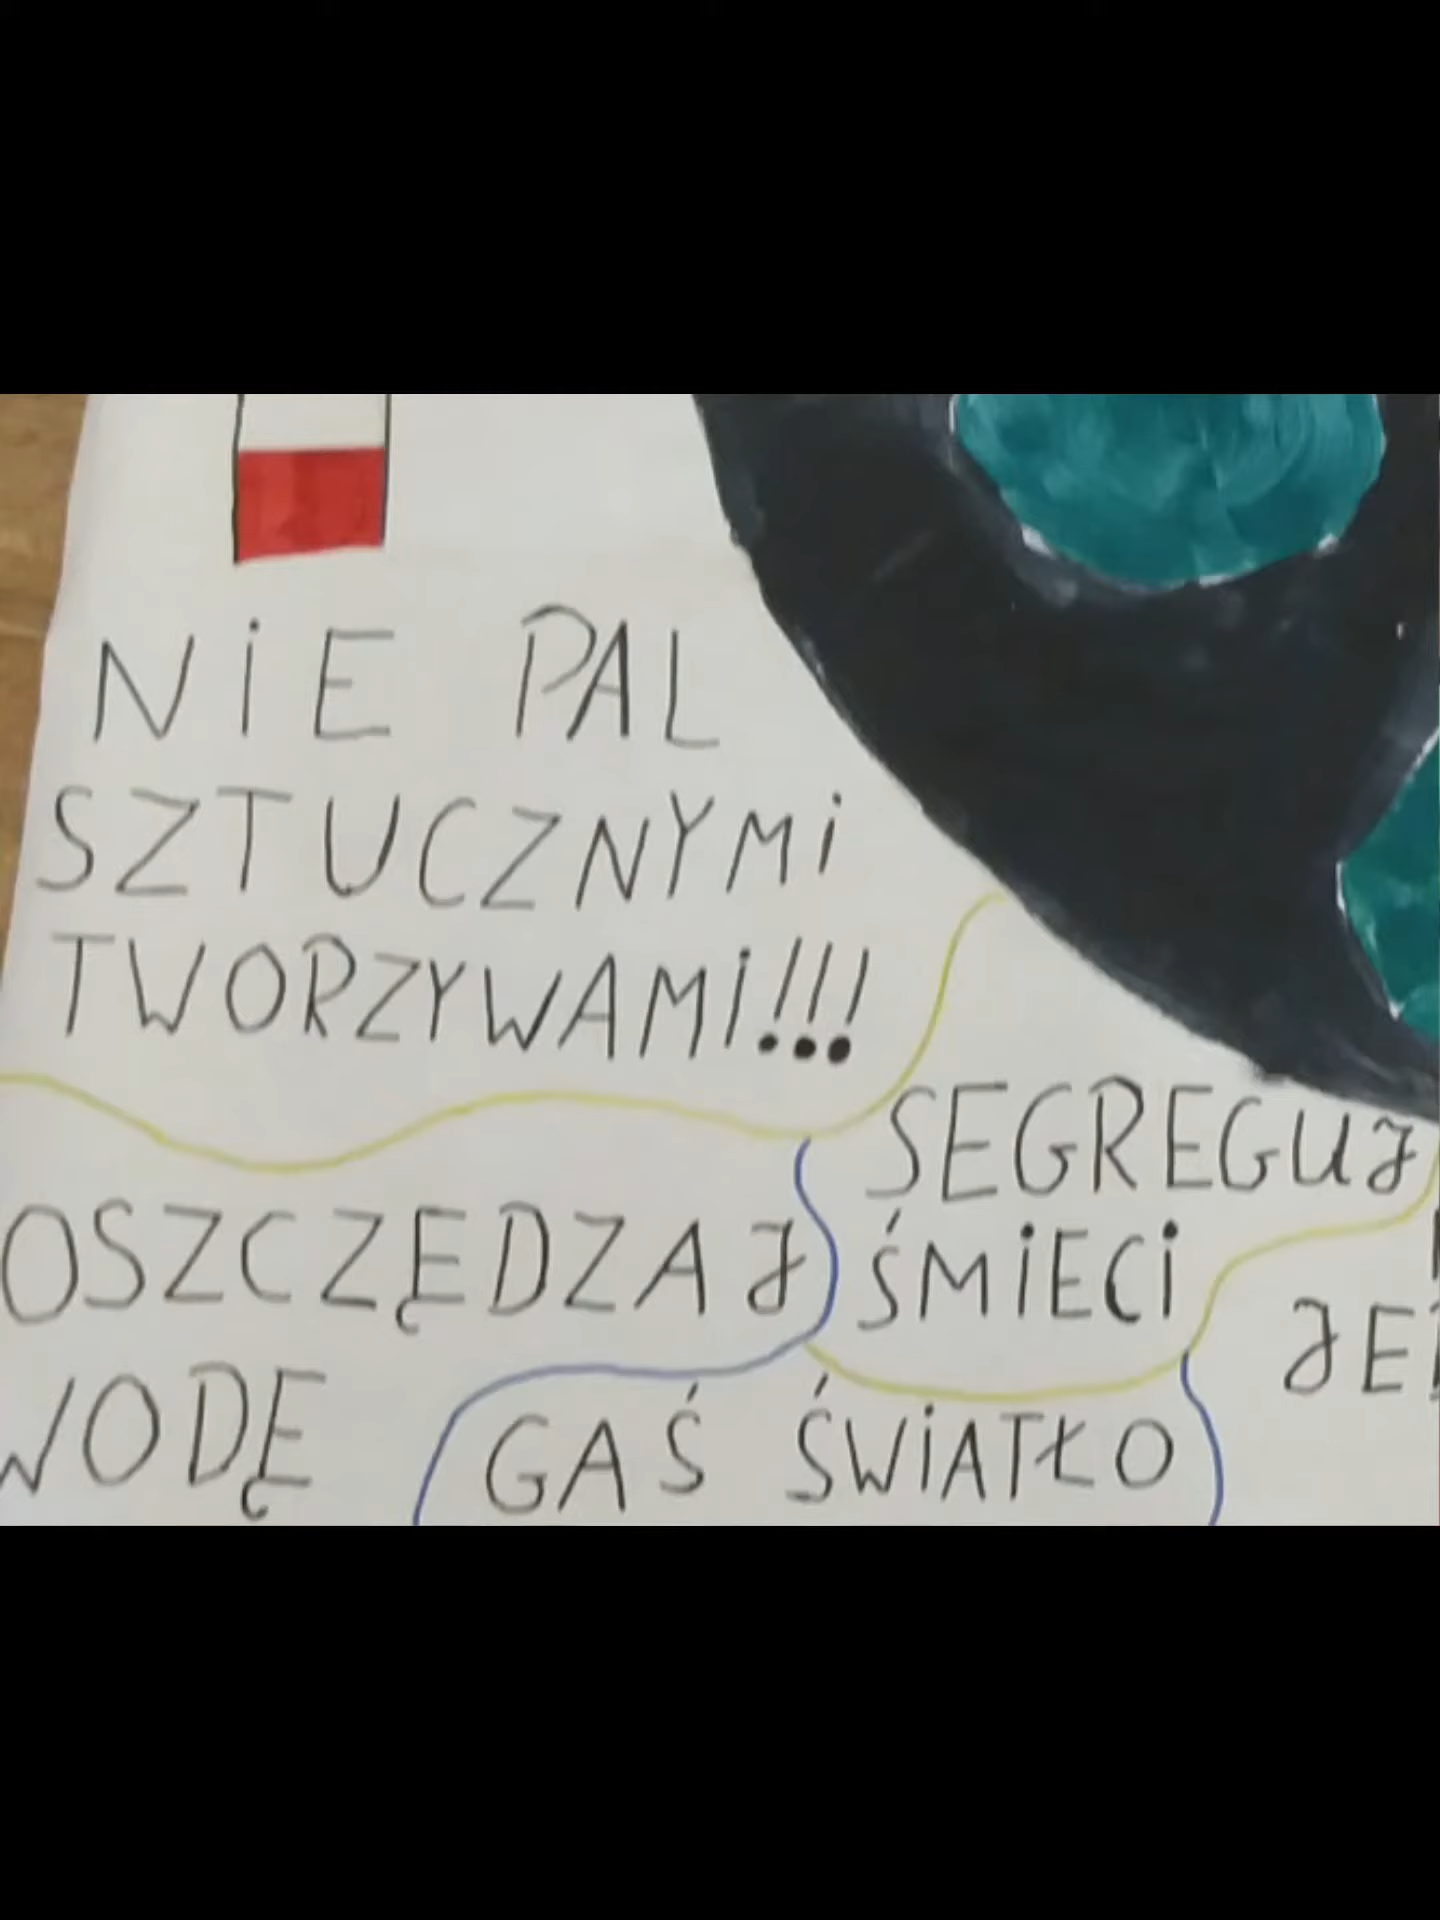 NiE PAL
SZTUCZNYMi
TWORZYWAMI!!!
OSZCZĘDZAJ
WODĘ
SEGREGUJ
ŚMiECi
GAŚ ŚWiATŁO